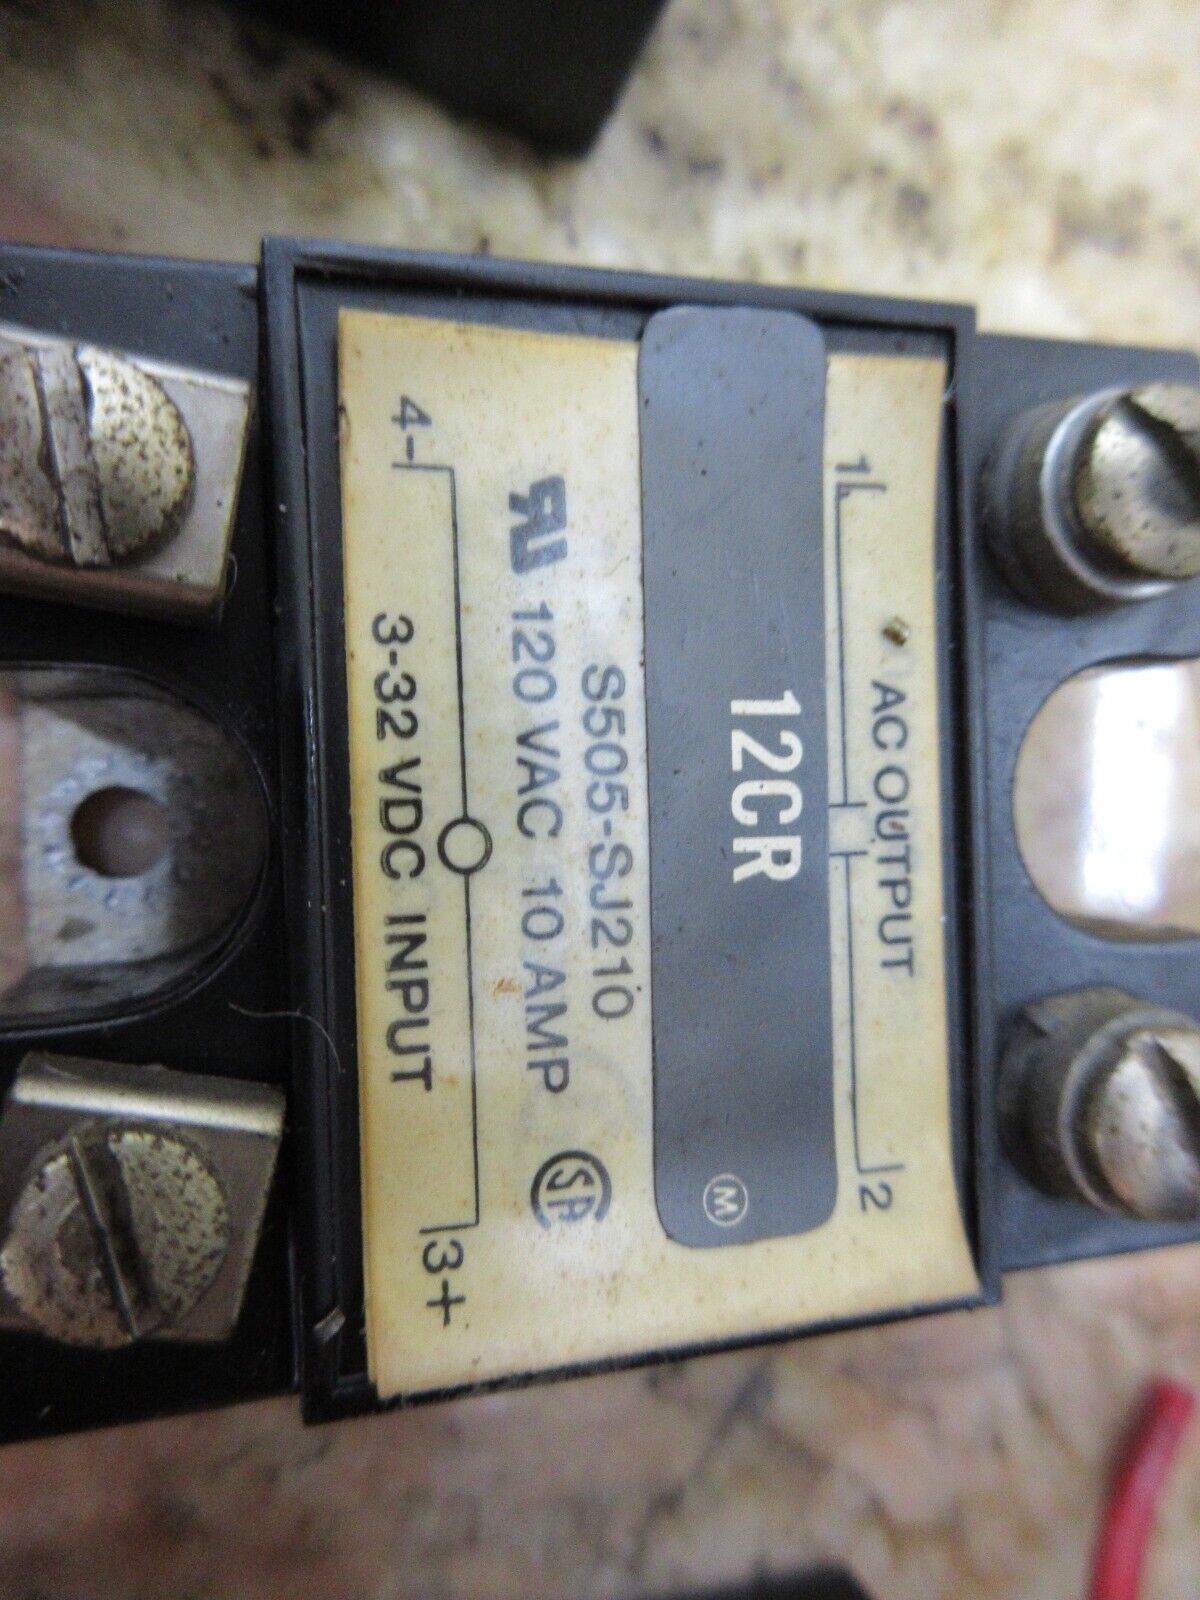 AC OUTPUT
1 2
12CR
M
S505-SJ210
120 VAC 10 AMP
4- 3+
3-32 VDC INPUT